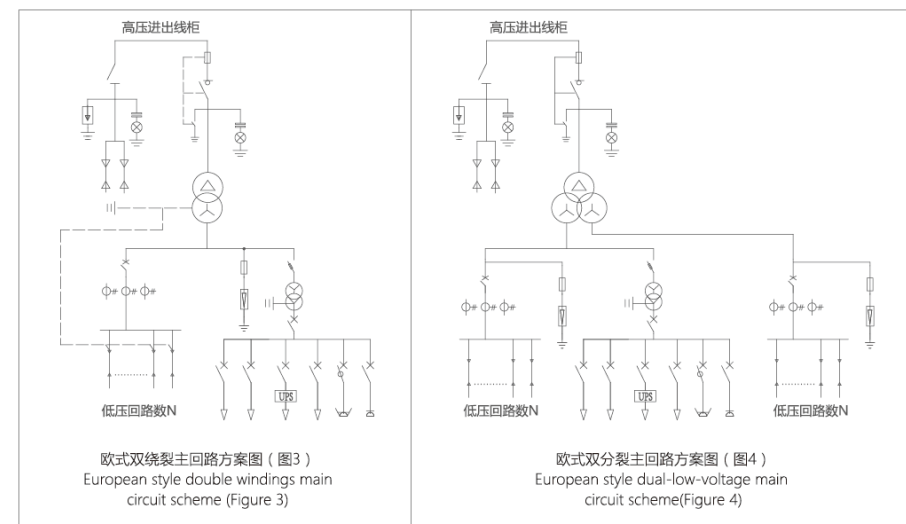 高压进出线柜
UPS
低压回路数N
欧式双绕裂主回路方案图（图3）
European style double windings main
circuit scheme (Figure 3)
高压进出线柜
UPS
低压回路数N
低压回路数N
欧式双分裂主回路方案图（图4）
European style dual-low-voltage main
circuit scheme(Figure 4)